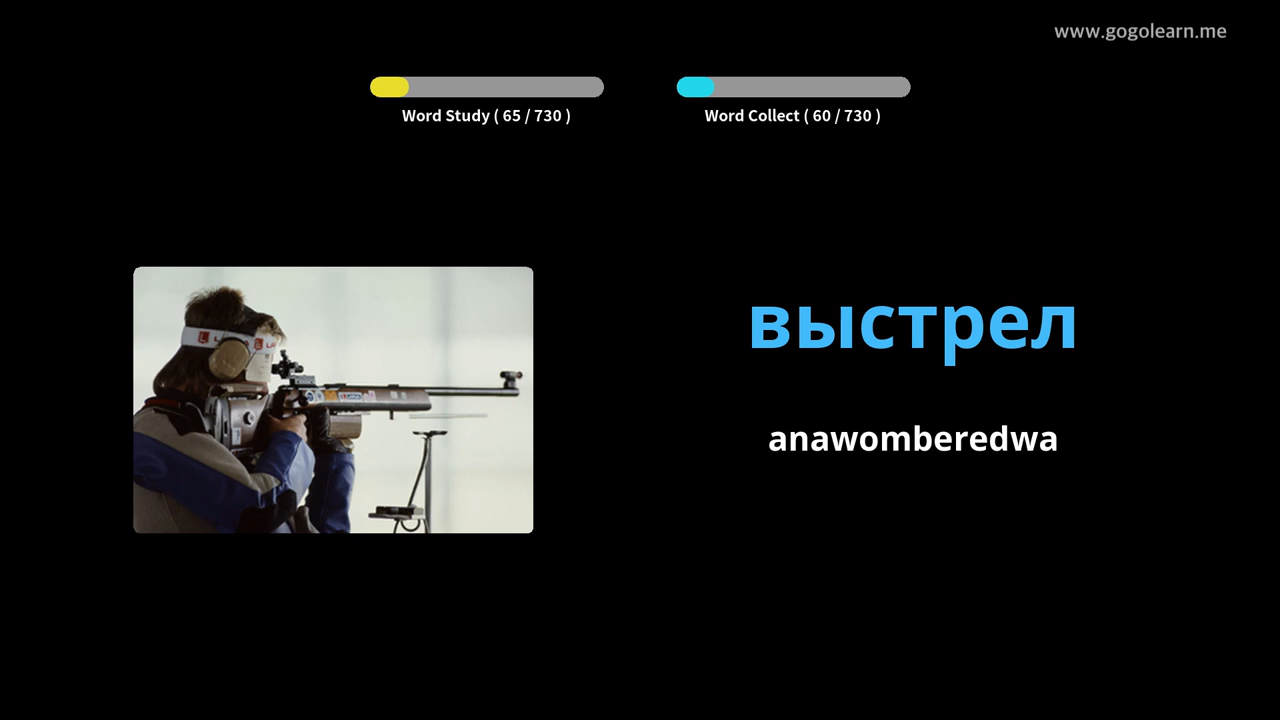 www.gogolearn.me
Word Study ( 65 / 730 )
Word Collect ( 60 / 730 )
выстрел
anawomberedwa